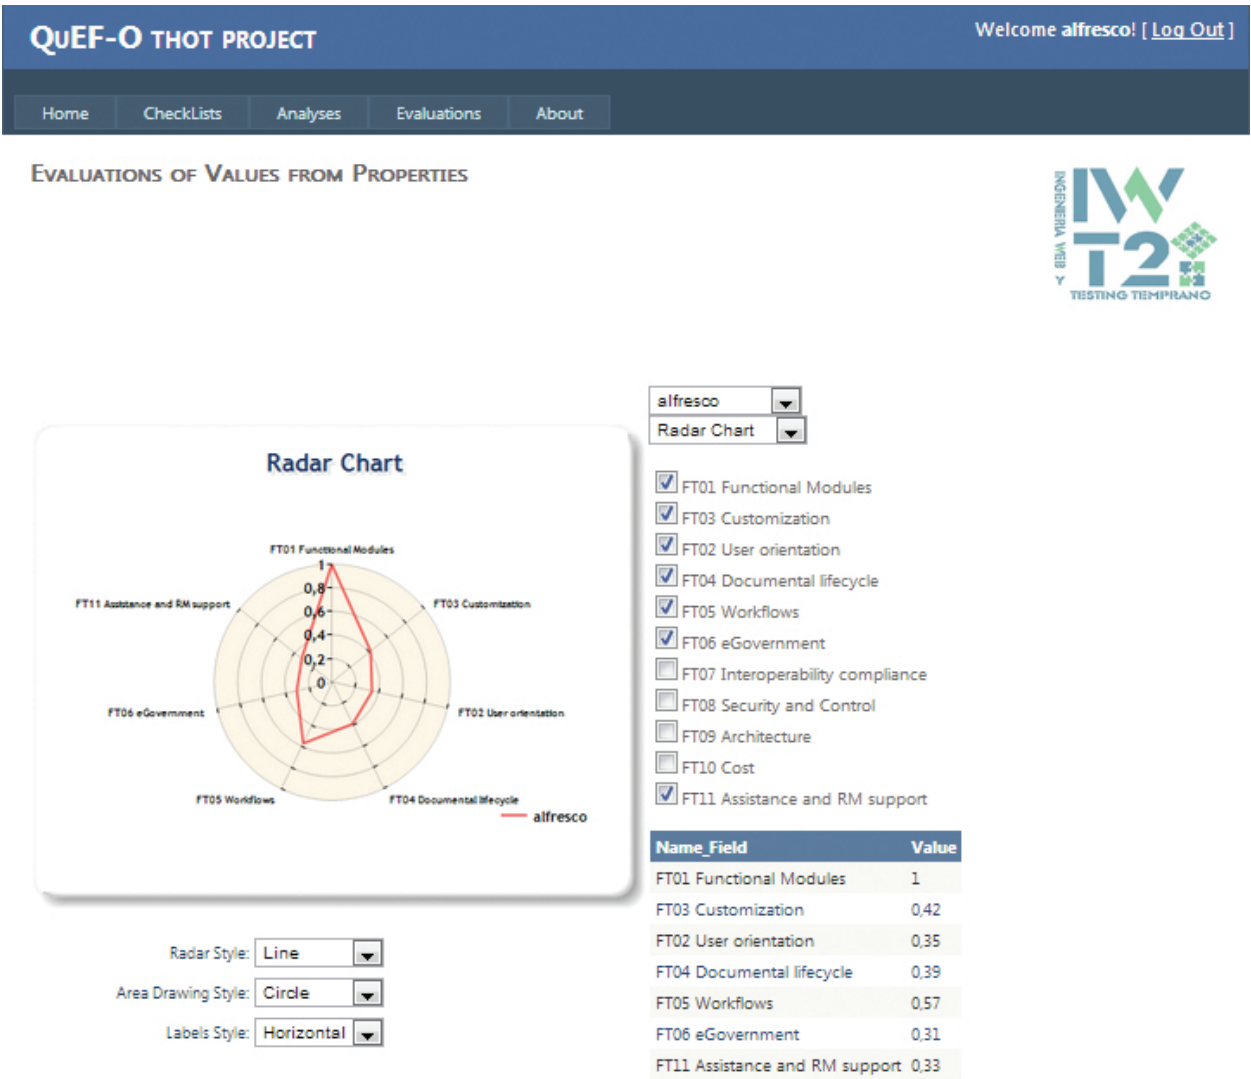 QuEF-O THOT PROJECT
Welcome alfresco! [ Log Out ]
Home CheckLists Analyses Evaluations About
EVALUATIONS OF VALUES FROM PROPERTIES
INGENIERIA WEB Y
IW
T2
TESTING TEMPRANO
alfresco
Radar Chart
Radar Chart
FT01 Functional Modules
1
FT11 Assistance and RM support
0,8
FT03 Customization
0,6
0,4
0,2
0
FT06 eGovernment
FT02 User orientation
FT05 Workflows
FT04 Documental lifecycle
alfresco
FT01 Functional Modules
FT03 Customization
FT02 User orientation
FT04 Documental lifecycle
FT05 Workflows
FT06 eGovernment
FT07 Interoperability compliance
FT08 Security and Control
FT09 Architecture
FT10 Cost
FT11 Assistance and RM support
Radar Style: Line
Area Drawing Style: Circle
Labels Style: Horizontal
Name_Field Value
FT01 Functional Modules 1
FT03 Customization 0,42
FT02 User orientation 0,35
FT04 Documental lifecycle 0,39
FT05 Workflows 0,57
FT06 eGovernment 0,31
FT11 Assistance and RM support 0,33